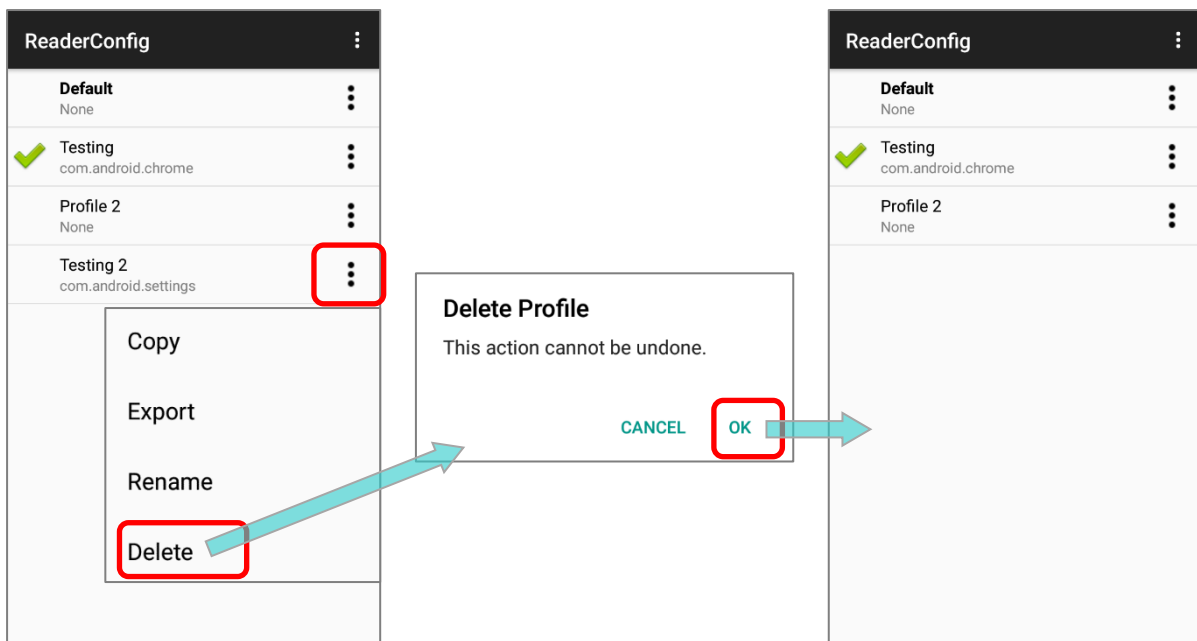 ReaderConfig
Default
None
Testing
com.android.chrome
Profile 2
None
Testing 2
com.android.settings
Copy
Export
Rename
Delete
Delete Profile
This action cannot be undone.
CANCEL OK
ReaderConfig
Default
None
Testing
com.android.chrome
Profile 2
None